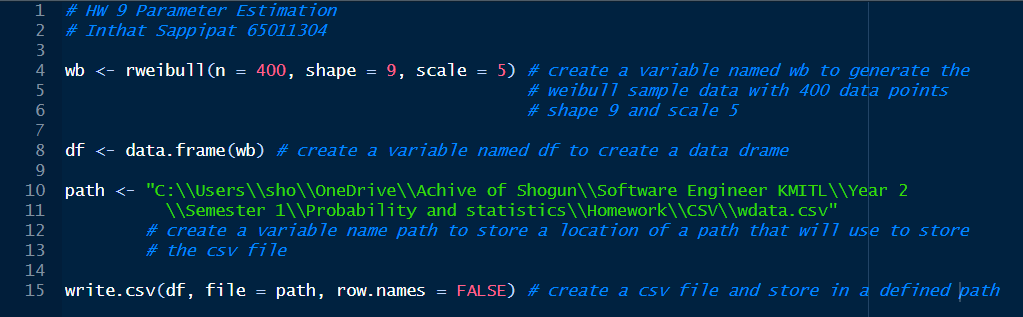 1 # HW 9 Parameter Estimation
2 # Inthat Sappipat 65011304
3
4 wb <- rweibull(n = 400, shape = 9, scale = 5) # create a variable named wb to generate the
5 # weibull sample data with 400 data points
6 # shape 9 and scale 5
7
8 df <- data.frame(wb) # create a variable named df to create a data drame
9
10 path <- "C:\\Users\\sho\\OneDrive\\Achive of Shogun\\Software Engineer KMITL\\Year 2
11 \\Semester 1\\Probability and statistics\\Homework\\CSV\\wdata.csv"
12 # create a variable name path to store a location of a path that will use to store
13 # the csv file
14
15 write.csv(df, file = path, row.names = FALSE) # create a csv file and store in a defined path